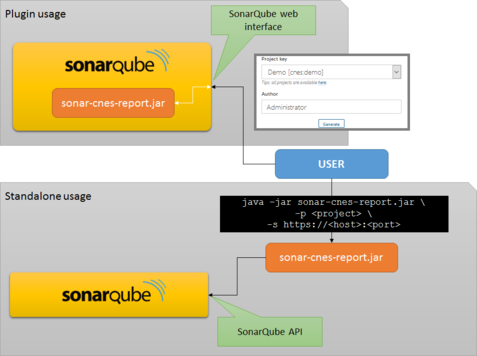 Plugin usage
SonarQube web
interface
sonarqube
sonar-cnes-report.jar
Project key
Demo [cnes:demo]
Tips: all projects are available here
Author
Administrator
Generate
USER
Standalone usage
java -jar sonar-cnes-report.jar \
-p <project> \
-s https://<host>:<port>
sonar-cnes-report.jar
sonarqube
SonarQube API